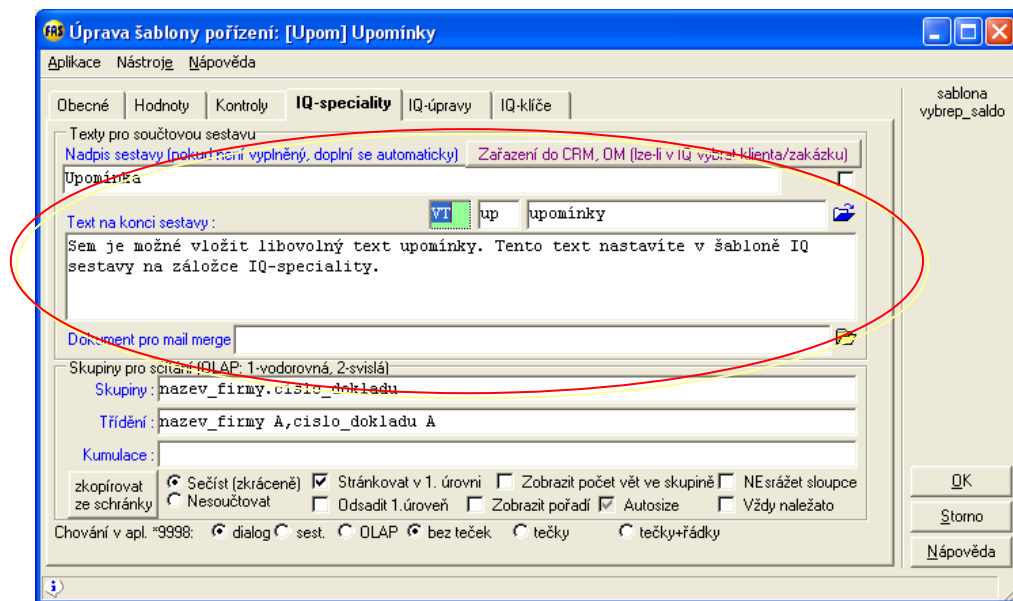 FAS Úprava šablony pořízení: [Upom] Upomínky
Aplikace Nástroje Nápověda
Obecné Hodnoty Kontroly IQ-speciality IQ-úpravy IQ-klíče
sablona
vybrep_saldo
Texty pro součtovou sestavu
Nadpis sestavy (pokud není vyplněný, doplní se automaticky) Zařazení do CRM, OM (lze-li v IQ vybrat klienta/zakázku)
Upomínka
Text na konci sestavy : VT up upomínky
Sem je možné vložit libovolný text upomínky. Tento text nastavíte v šabloně IQ
sestavy na záložce IQ-speciality.
Dokument pro mail merge
Skupiny pro sčítání (OLAP: 1-vodorovná, 2-svislá)
Skupiny : nazev_firmy.cislo_dokladu
Třídění : nazev_firmy A,cislo_dokladu A
Kumulace :
zkopírovat
ze schránky
Sečíst (zkráceně) Stránkovat v 1. úrovni Zobrazit počet vět ve skupině NEsrážet sloupce
Nesoučtovat Odsadit 1.úroveň Zobrazit pořadí Autosize Vždy naležato
Chování v apl. *9998: dialog sest. OLAP bez teček tečky tečky+řádky
OK
Storno
Nápověda